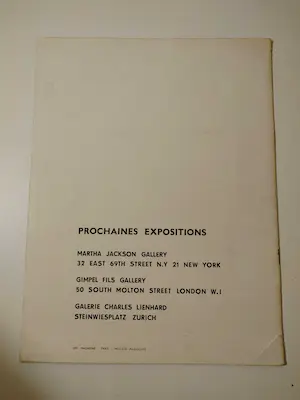 PROCHAINES EXPOSITIONS
MARTHA JACKSON GALLERY
32 EAST 69TH STREET N.Y 21 NEW YORK
GIMPEL FILS GALLERY
50 SOUTH MOLTON STREET LONDON W.I
GALERIE CHARLES LIENHARD
STEINWIESPLATZ ZURICH